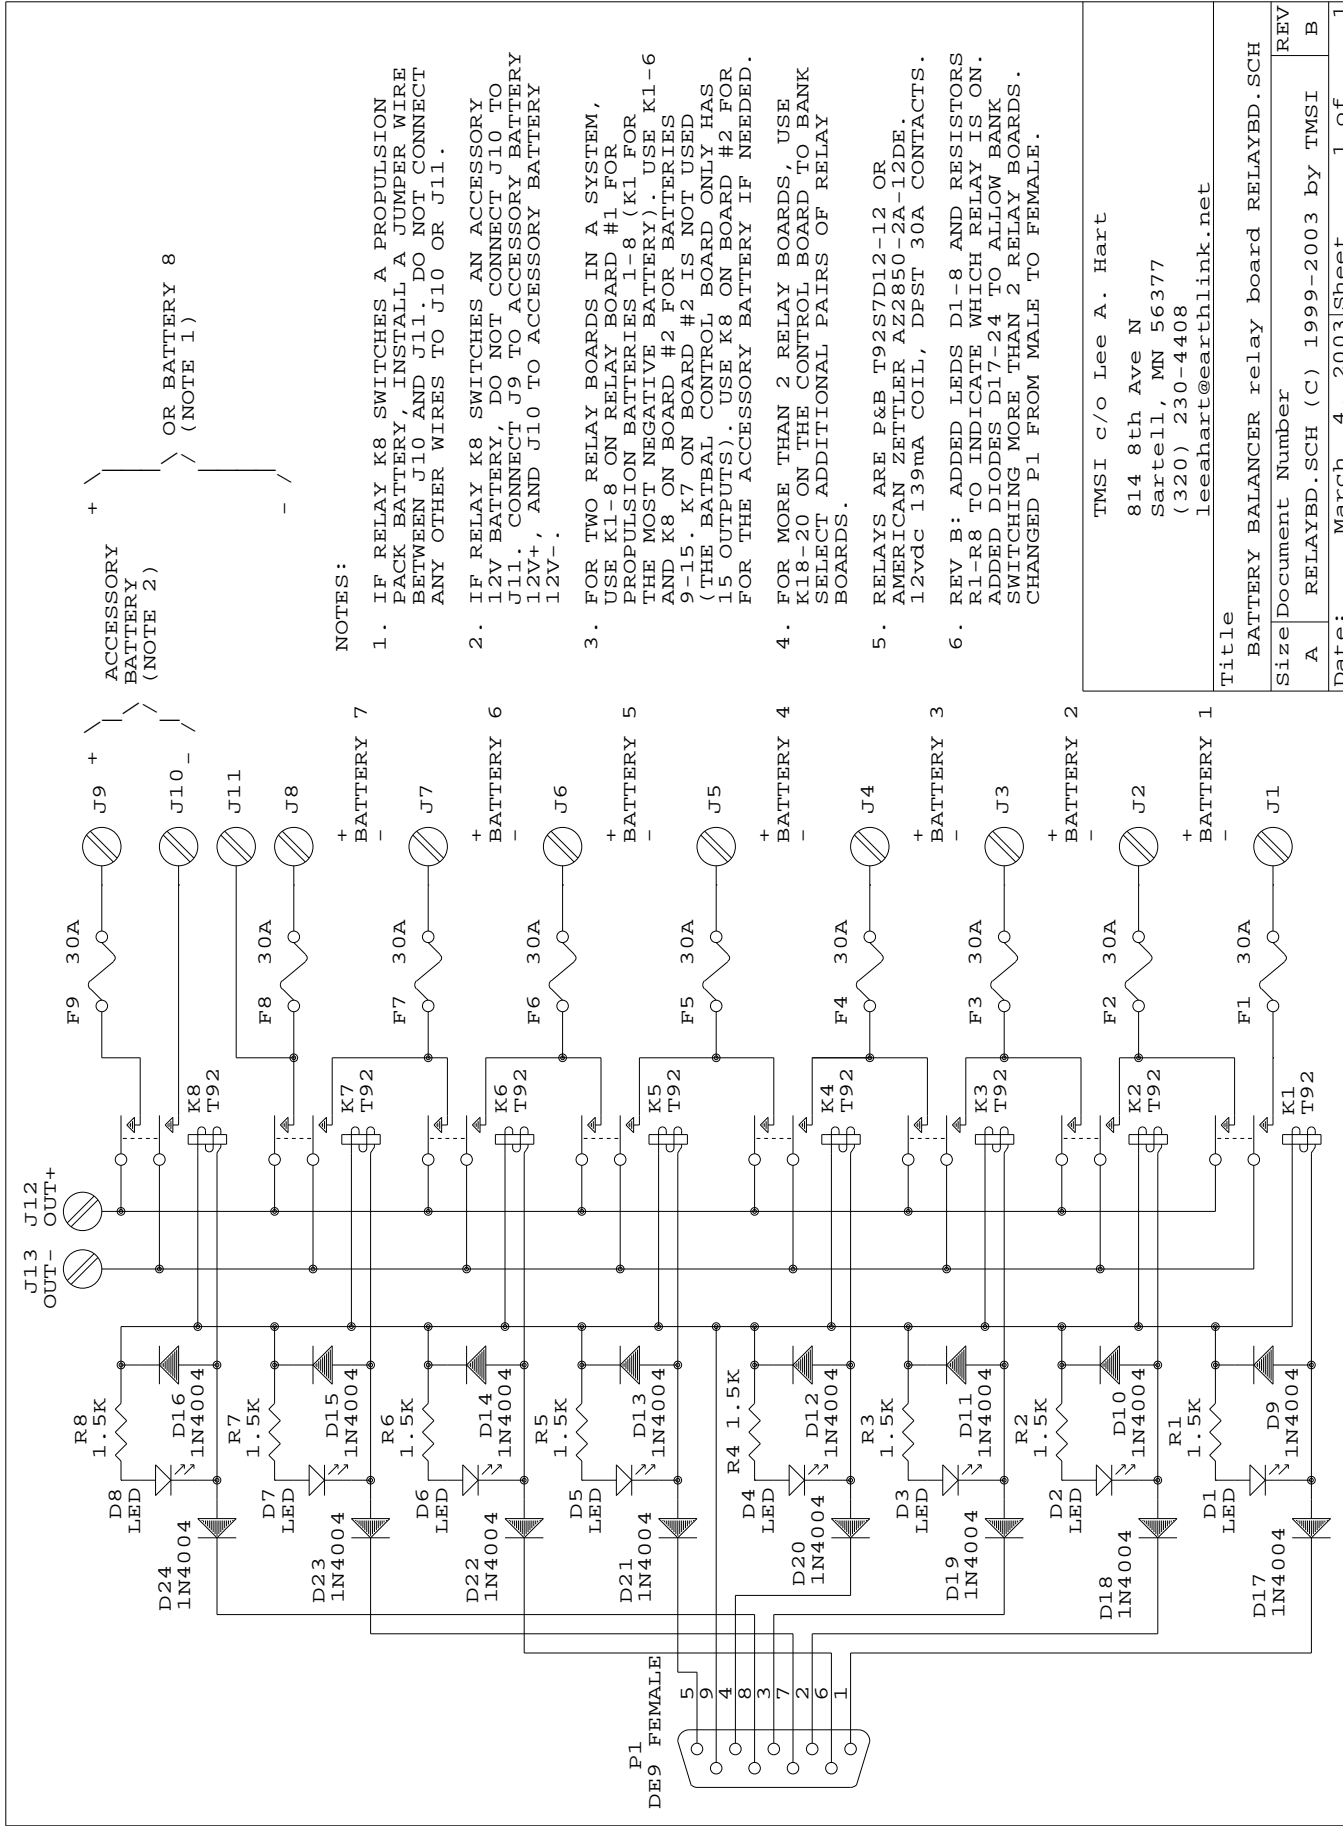 J13
OUT-
J12
OUT+
F9 30A
J9
+
ACCESSORY
BATTERY
(NOTE 2)
+
OR BATTERY 8
(NOTE 1)
-
J10
-
J11
F8 30A
J8
R8
1.5K
D8
LED
D16
1N4004
D24
1N4004
K8
T92
+
BATTERY 7
-
R7
1.5K
D7
LED
D15
1N4004
D23
1N4004
K7
T92
F7 30A
J7
+
BATTERY 6
-
R6
1.5K
D6
LED
D14
1N4004
D22
1N4004
K6
T92
F6 30A
J6
+
BATTERY 5
-
R5
1.5K
D5
LED
D13
1N4004
D21
1N4004
K5
T92
F5 30A
J5
+
BATTERY 4
-
R4 1.5K
D4
LED
D12
1N4004
D20
1N4004
K4
T92
F4 30A
J4
+
BATTERY 3
-
R3
1.5K
D3
LED
D11
1N4004
D19
1N4004
K3
T92
F3 30A
J3
+
BATTERY 2
-
R2
1.5K
D2
LED
D10
1N4004
D18
1N4004
K2
T92
F2 30A
J2
+
BATTERY 1
-
R1
1.5K
D1
LED
D9
1N4004
D17
1N4004
K1
T92
F1 30A
J1
P1
DE9 FEMALE
5
9
4
8
3
7
2
6
1
NOTES:
1. IF RELAY K8 SWITCHES A PROPULSION
PACK BATTERY, INSTALL A JUMPER WIRE
BETWEEN J10 AND J11. DO NOT CONNECT
ANY OTHER WIRES TO J10 OR J11.
2. IF RELAY K8 SWITCHES AN ACCESSORY
12V BATTERY, DO NOT CONNECT J10 TO
J11. CONNECT J9 TO ACCESSORY BATTERY
12V+, AND J10 TO ACCESSORY BATTERY
12V-.
3. FOR TWO RELAY BOARDS IN A SYSTEM,
USE K1-8 ON RELAY BOARD #1 FOR
PROPULSION BATTERIES 1-8 (K1 FOR
THE MOST NEGATIVE BATTERY). USE K1-6
AND K8 ON BOARD #2 FOR BATTERIES
9-15. K7 ON BOARD #2 IS NOT USED
(THE BATBAL CONTROL BOARD ONLY HAS
15 OUTPUTS). USE K8 ON BOARD #2 FOR
FOR THE ACCESSORY BATTERY IF NEEDED.
4. FOR MORE THAN 2 RELAY BOARDS, USE
K18-20 ON THE CONTROL BOARD TO BANK
SELECT ADDITIONAL PAIRS OF RELAY
BOARDS.
5. RELAYS ARE P&B T92S7D12-12 OR
AMERICAN ZETTLER AZ2850-2A-12DE.
12vdc 139mA COIL, DPST 30A CONTACTS.
6. REV B: ADDED LEDS D1-8 AND RESISTORS
R1-R8 TO INDICATE WHICH RELAY IS ON.
ADDED DIODES D17-24 TO ALLOW BANK
SWITCHING MORE THAN 2 RELAY BOARDS.
CHANGED P1 FROM MALE TO FEMALE.
TMSI c/o Lee A. Hart
814 8th Ave N
Sartell, MN 56377
(320) 230-4408
leeahart@earthlink.net
Title
BATTERY BALANCER relay board RELAYBD.SCH
Size Document Number REV
A RELAYBD.SCH (C) 1999-2003 by TMSI B
Date: March 4, 2003 Sheet 1 of 1